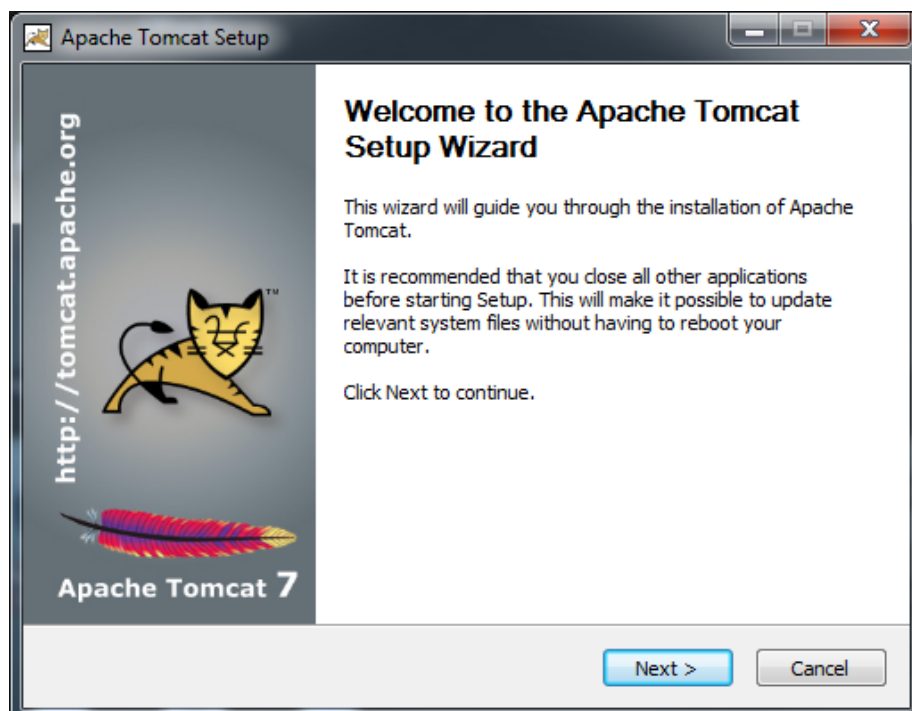 Apache Tomcat Setup
http://tomcat.apache.org
TM
Apache Tomcat 7
Welcome to the Apache Tomcat
Setup Wizard
This wizard will guide you through the installation of Apache
Tomcat.
It is recommended that you close all other applications
before starting Setup. This will make it possible to update
relevant system files without having to reboot your
computer.
Click Next to continue.
Next >
Cancel